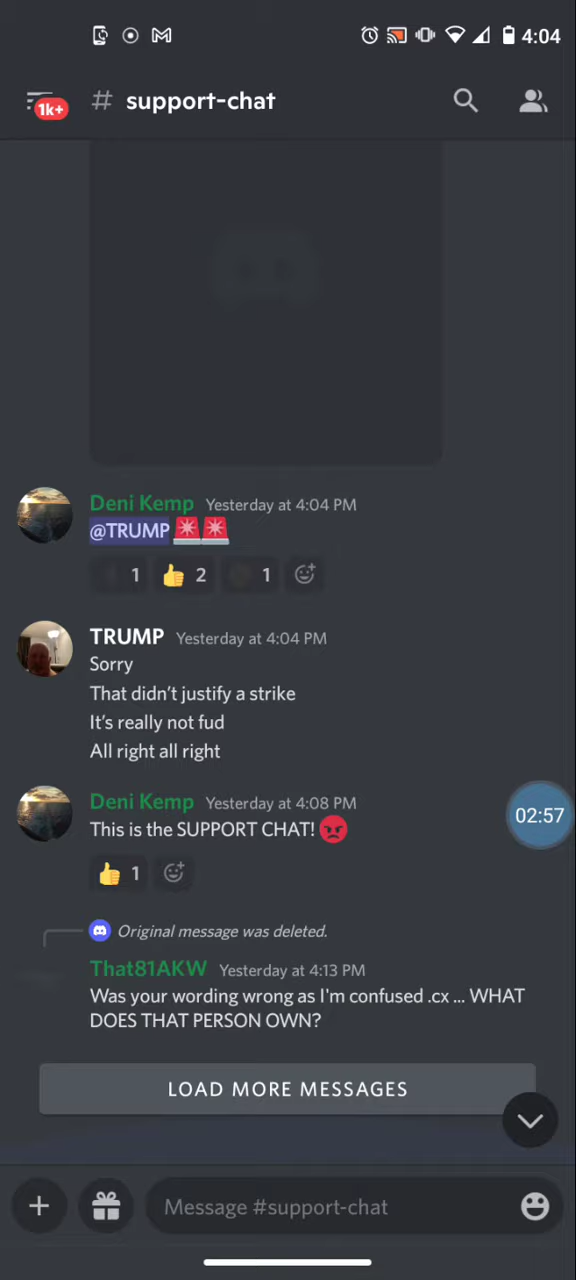 4:04
1k+
# support-chat
Deni Kemp Yesterday at 4:04 PM
@TRUMP🚨🚨
1 👍 2 1
TRUMP Yesterday at 4:04 PM
Sorry
That didn’t justify a strike
It’s really not fud
All right all right
Deni Kemp Yesterday at 4:08 PM
This is the SUPPORT CHAT!😡
02:57
👍 1
Original message was deleted.
That81AKW Yesterday at 4:13 PM
Was your wording wrong as I'm confused .cx ... WHAT
DOES THAT PERSON OWN?
LOAD MORE MESSAGES
Message #support-chat